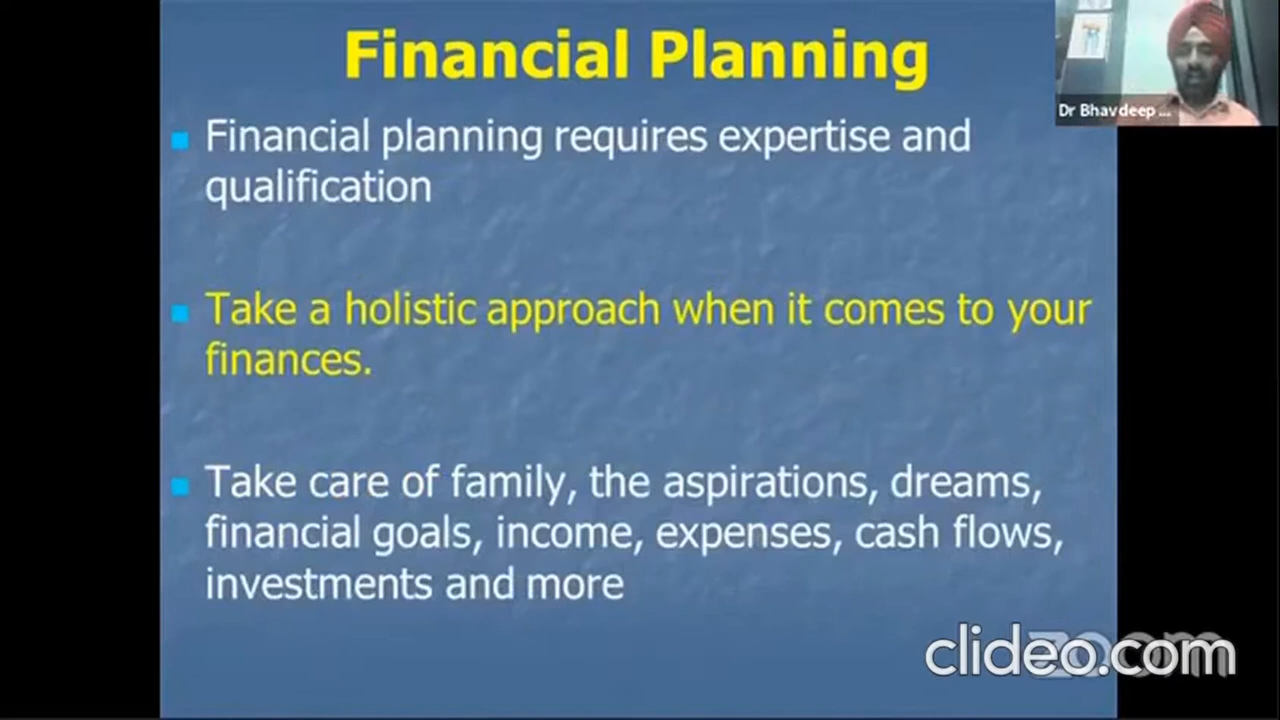 Financial Planning
Dr Bhavdeep ...
Financial planning requires expertise and
qualification
Take a holistic approach when it comes to your
finances.
Take care of family, the aspirations, dreams,
financial goals, income, expenses, cash flows,
investments and more
clideo.com
zoom